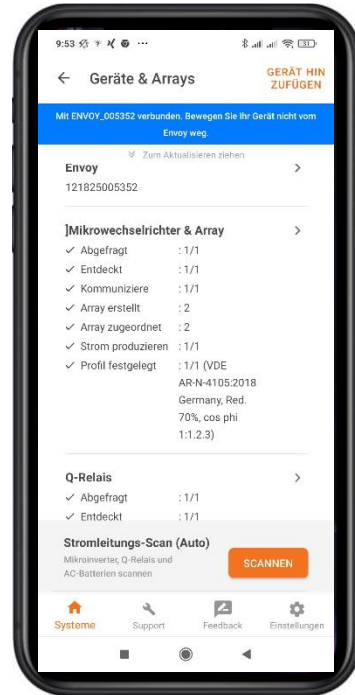 9:53
31
Geräte & Arrays
GERÄT HIN
ZUFÜGEN
Mit ENVOY_005352 verbunden. Bewegen Sie Ihr Gerät nicht vom
Envoy weg.
Zum Aktualisieren ziehen
Envoy
121825005352
]Mikrowechselrichte r & Array
Abgefragt : 1/1
Entdeckt : 1/1
Kommuniziere : 1/1
Array erstellt : 2
Array zugeordnet : 2
Strom produzieren : 1/1
Profil festgelegt : 1/1 (VDE
AR-N-4105:2018
Germany, Red.
70%, cos phi
1:1.2.3)
Q-Relais
Abgefragt : 1/1
Entdeckt : 1/1
Stromleitungs-Scan (Auto)
Mikroinverter, Q-Relais und
AC-Batterien scannen
SCANNEN
Systeme Support Feedback Einstellungen